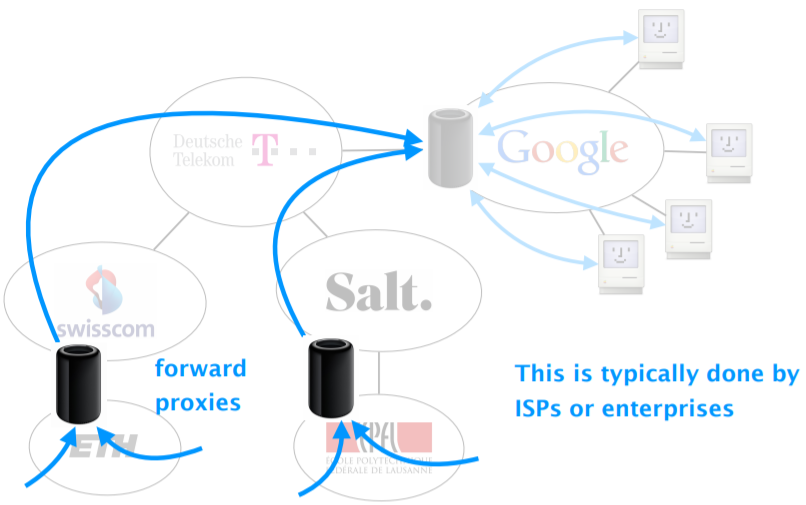 Deutsche
Telekom
T
Google
swisscom
Salt.
forward
proxies
This is typically done by
ISPs or enterprises
ETH
EPFL
ÉCOLE POLYTECHNIQUE
FÉDÉRALE DE LAUSANNE